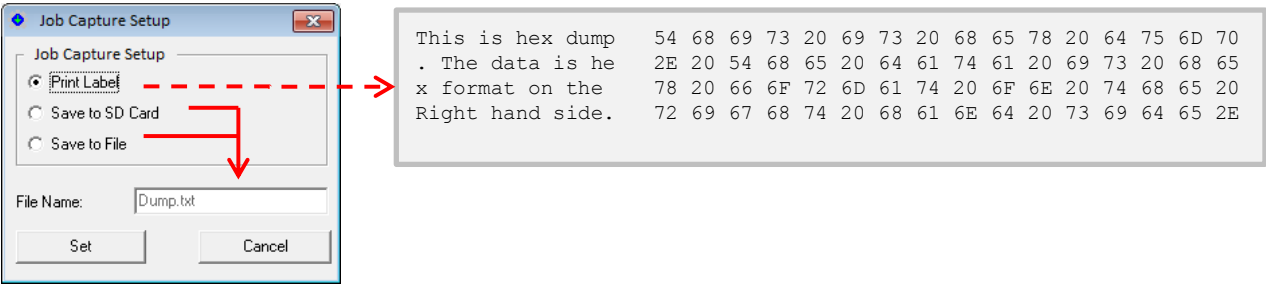 Job Capture Setup
Job Capture Setup
Print Label
Save to SD Card
Save to File
File Name: Dump.txt
Set Cancel
This is hex dump 54 68 69 73 20 69 73 20 68 65 78 20 64 75 6D 70
. The data is he 2E 20 54 68 65 20 64 61 74 61 20 69 73 20 68 65
x format on the 78 20 66 6F 72 6D 61 74 20 6F 6E 20 74 68 65 20
Right hand side. 72 69 67 68 74 20 68 61 6E 64 20 73 69 64 65 2E